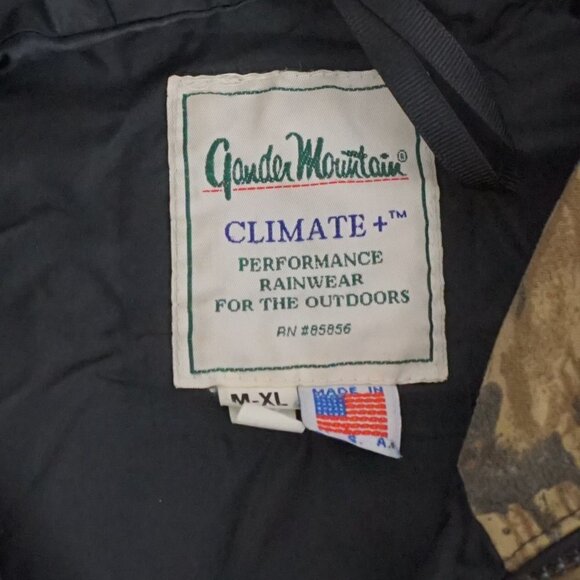 Gander Mountain®
CLIMATE +™
PERFORMANCE
RAINWEAR
FOR THE OUTDOORS
RN #85856
M-XL
MADE IN
S. A.